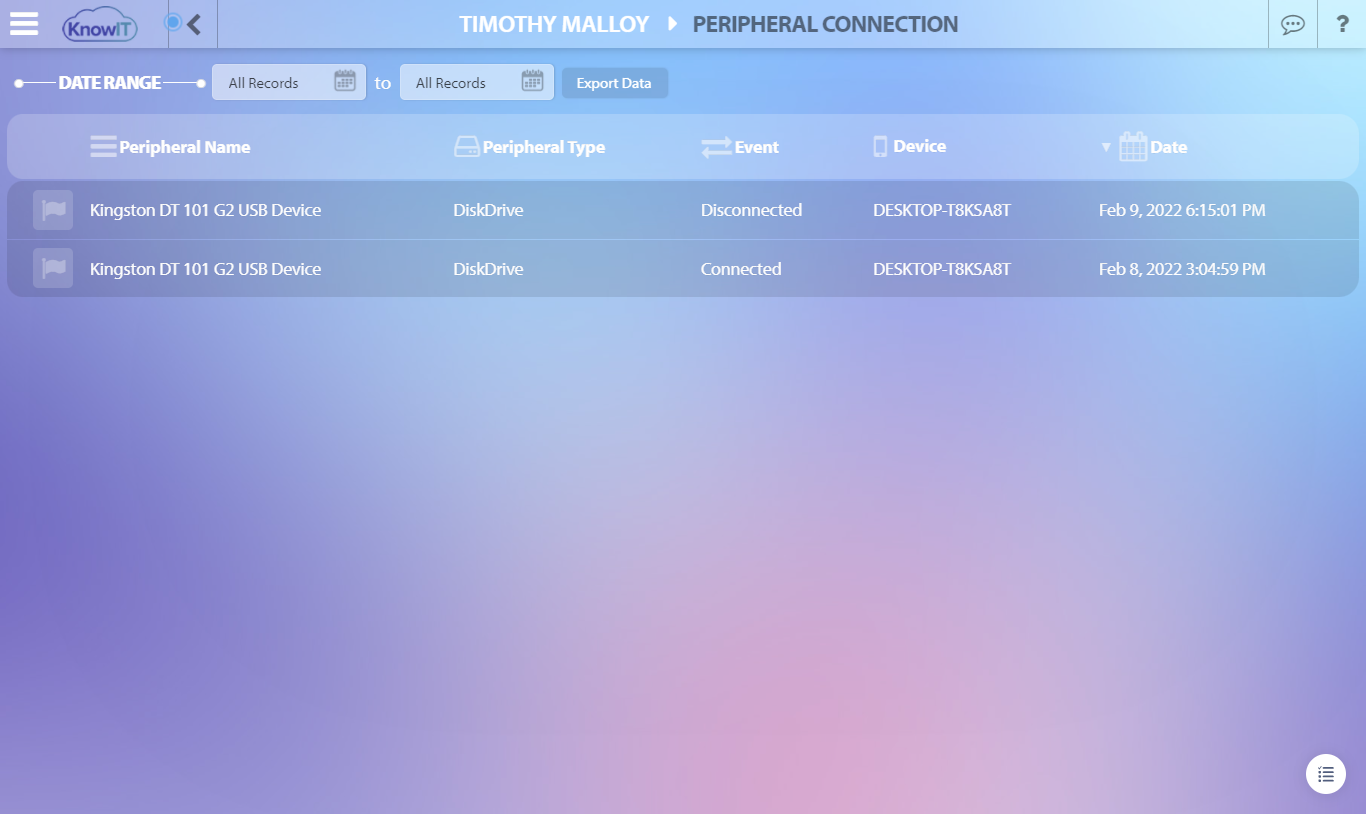 KnowIT
TIMOTHY MALLOY PERIPHERAL CONNECTION ?
DATE RANGE All Records to All Records Export Data
Peripheral Name Peripheral Type Event Device ▼ Date
Kingston DT 101 G2 USB Device DiskDrive Disconnected DESKTOP-T8KSA8T Feb 9, 2022 6:15:01 PM
Kingston DT 101 G2 USB Device DiskDrive Connected DESKTOP-T8KSA8T Feb 8, 2022 3:04:59 PM